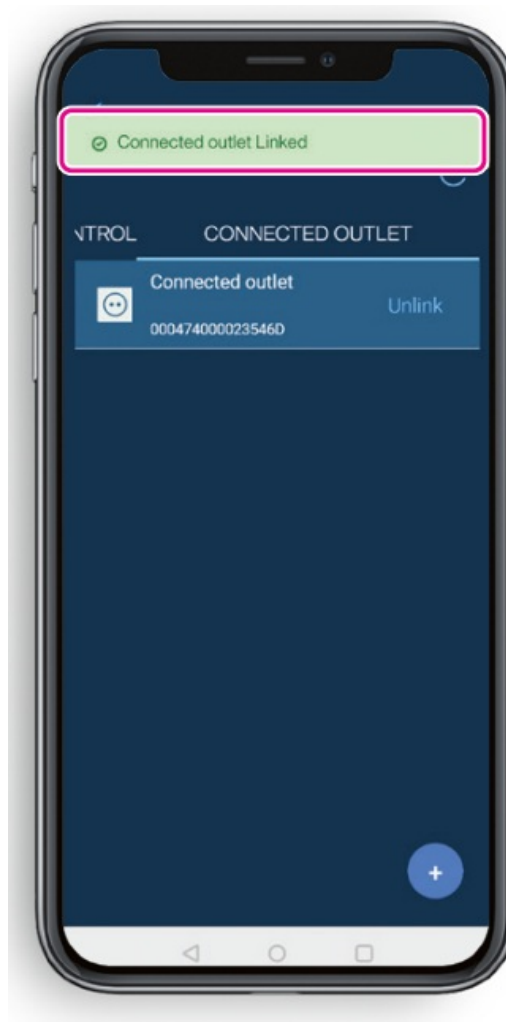 Connected outlet Linked
NTROL CONNECTED OUTLET
Connected outlet
Unlink
000474000023546D
+